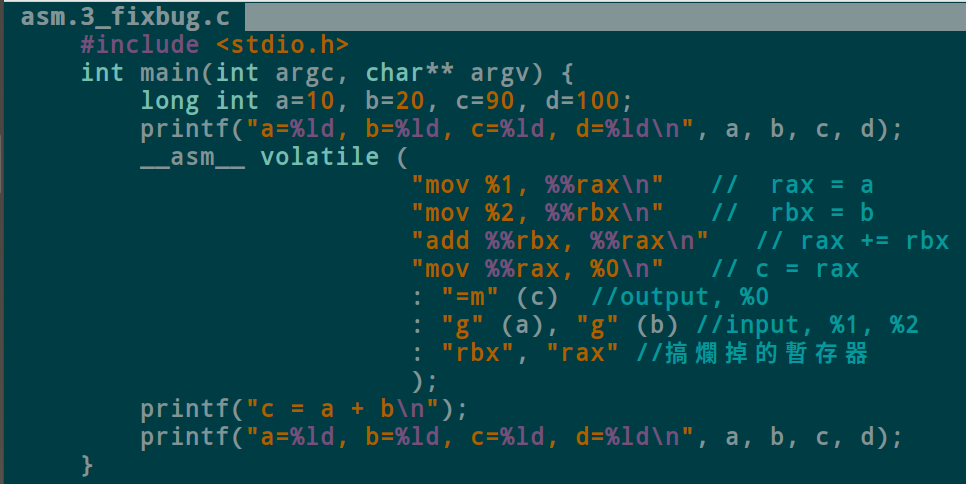 asm.3_fixbug.c
#include <stdio.h>
int main(int argc, char** argv) {
long int a=10, b=20, c=90, d=100;
printf("a=%ld, b=%ld, c=%ld, d=%ld\n", a, b, c, d);
__asm__ volatile (
"mov %1, %%rax\n" // rax = a
"mov %2, %%rbx\n" // rbx = b
"add %%rbx, %%rax\n" // rax += rbx
"mov %%rax, %0\n" // c = rax
: "=m" (c) //output, %0
: "g" (a), "g" (b) //input, %1, %2
: "rbx", "rax" //搞爛掉的暫存器
);
printf("c = a + b\n");
printf("a=%ld, b=%ld, c=%ld, d=%ld\n", a, b, c, d);
}